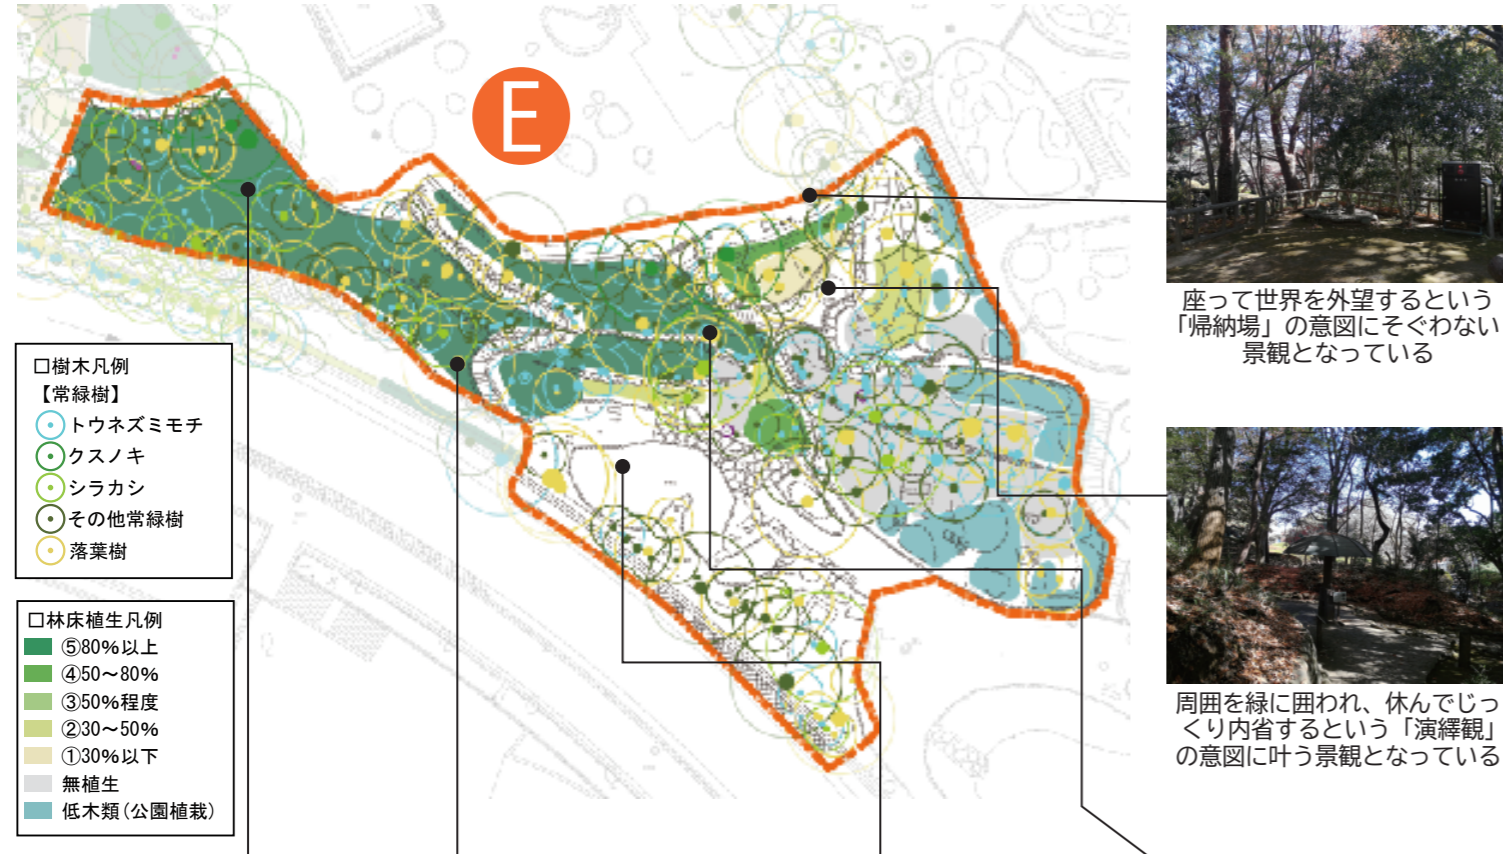 E
座って世界を外望するという
「帰納場」の意図にそぐわない
景観となっている
□樹木凡例
【常緑樹】
トウネズミモチ
クスノキ
シラカシ
その他常緑樹
落葉樹
周囲を緑に囲われ、休んでじっ
くり内省するという「演繹観」
の意図に叶う景観となっている
□林床植生凡例
⑤80%以上
④50～80%
③50%程度
②30～50%
①30%以下
無植生
低木類（公園植栽）